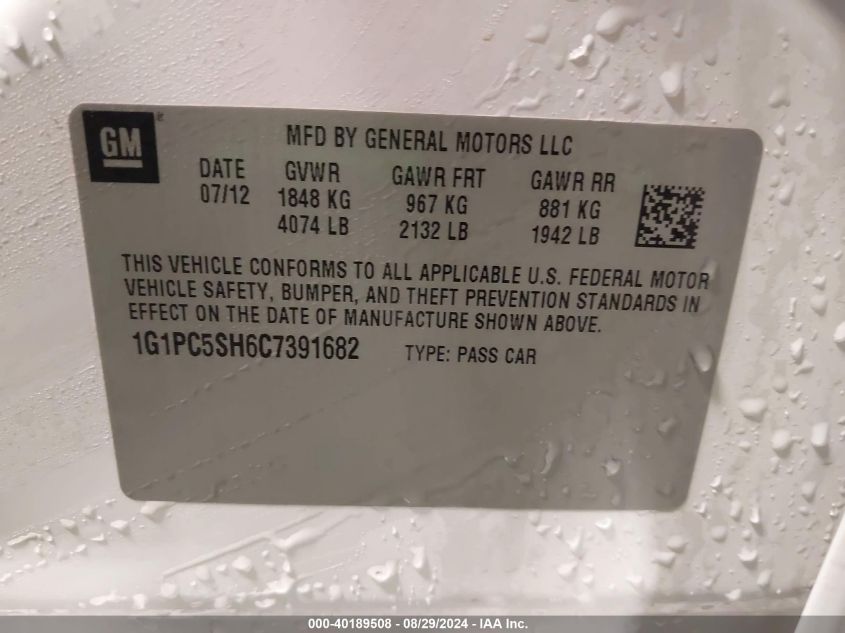 GM ®
MFD BY GENERAL MOTORS LLC
DATE GVWR GAWR FRT GAWR RR
07/12 1848 KG 967 KG 881 KG
4074 LB 2132 LB 1942 LB
THIS VEHICLE CONFORMS TO ALL APPLICABLE U.S. FEDERAL MOTOR
VEHICLE SAFETY, BUMPER, AND THEFT PREVENTION STANDARDS IN
EFFECT ON THE DATE OF MANUFACTURE SHOWN ABOVE.
1G1PC5SH6C7391682 TYPE: PASS CAR
000-40189508 - 08/29/2024 - IAA Inc.